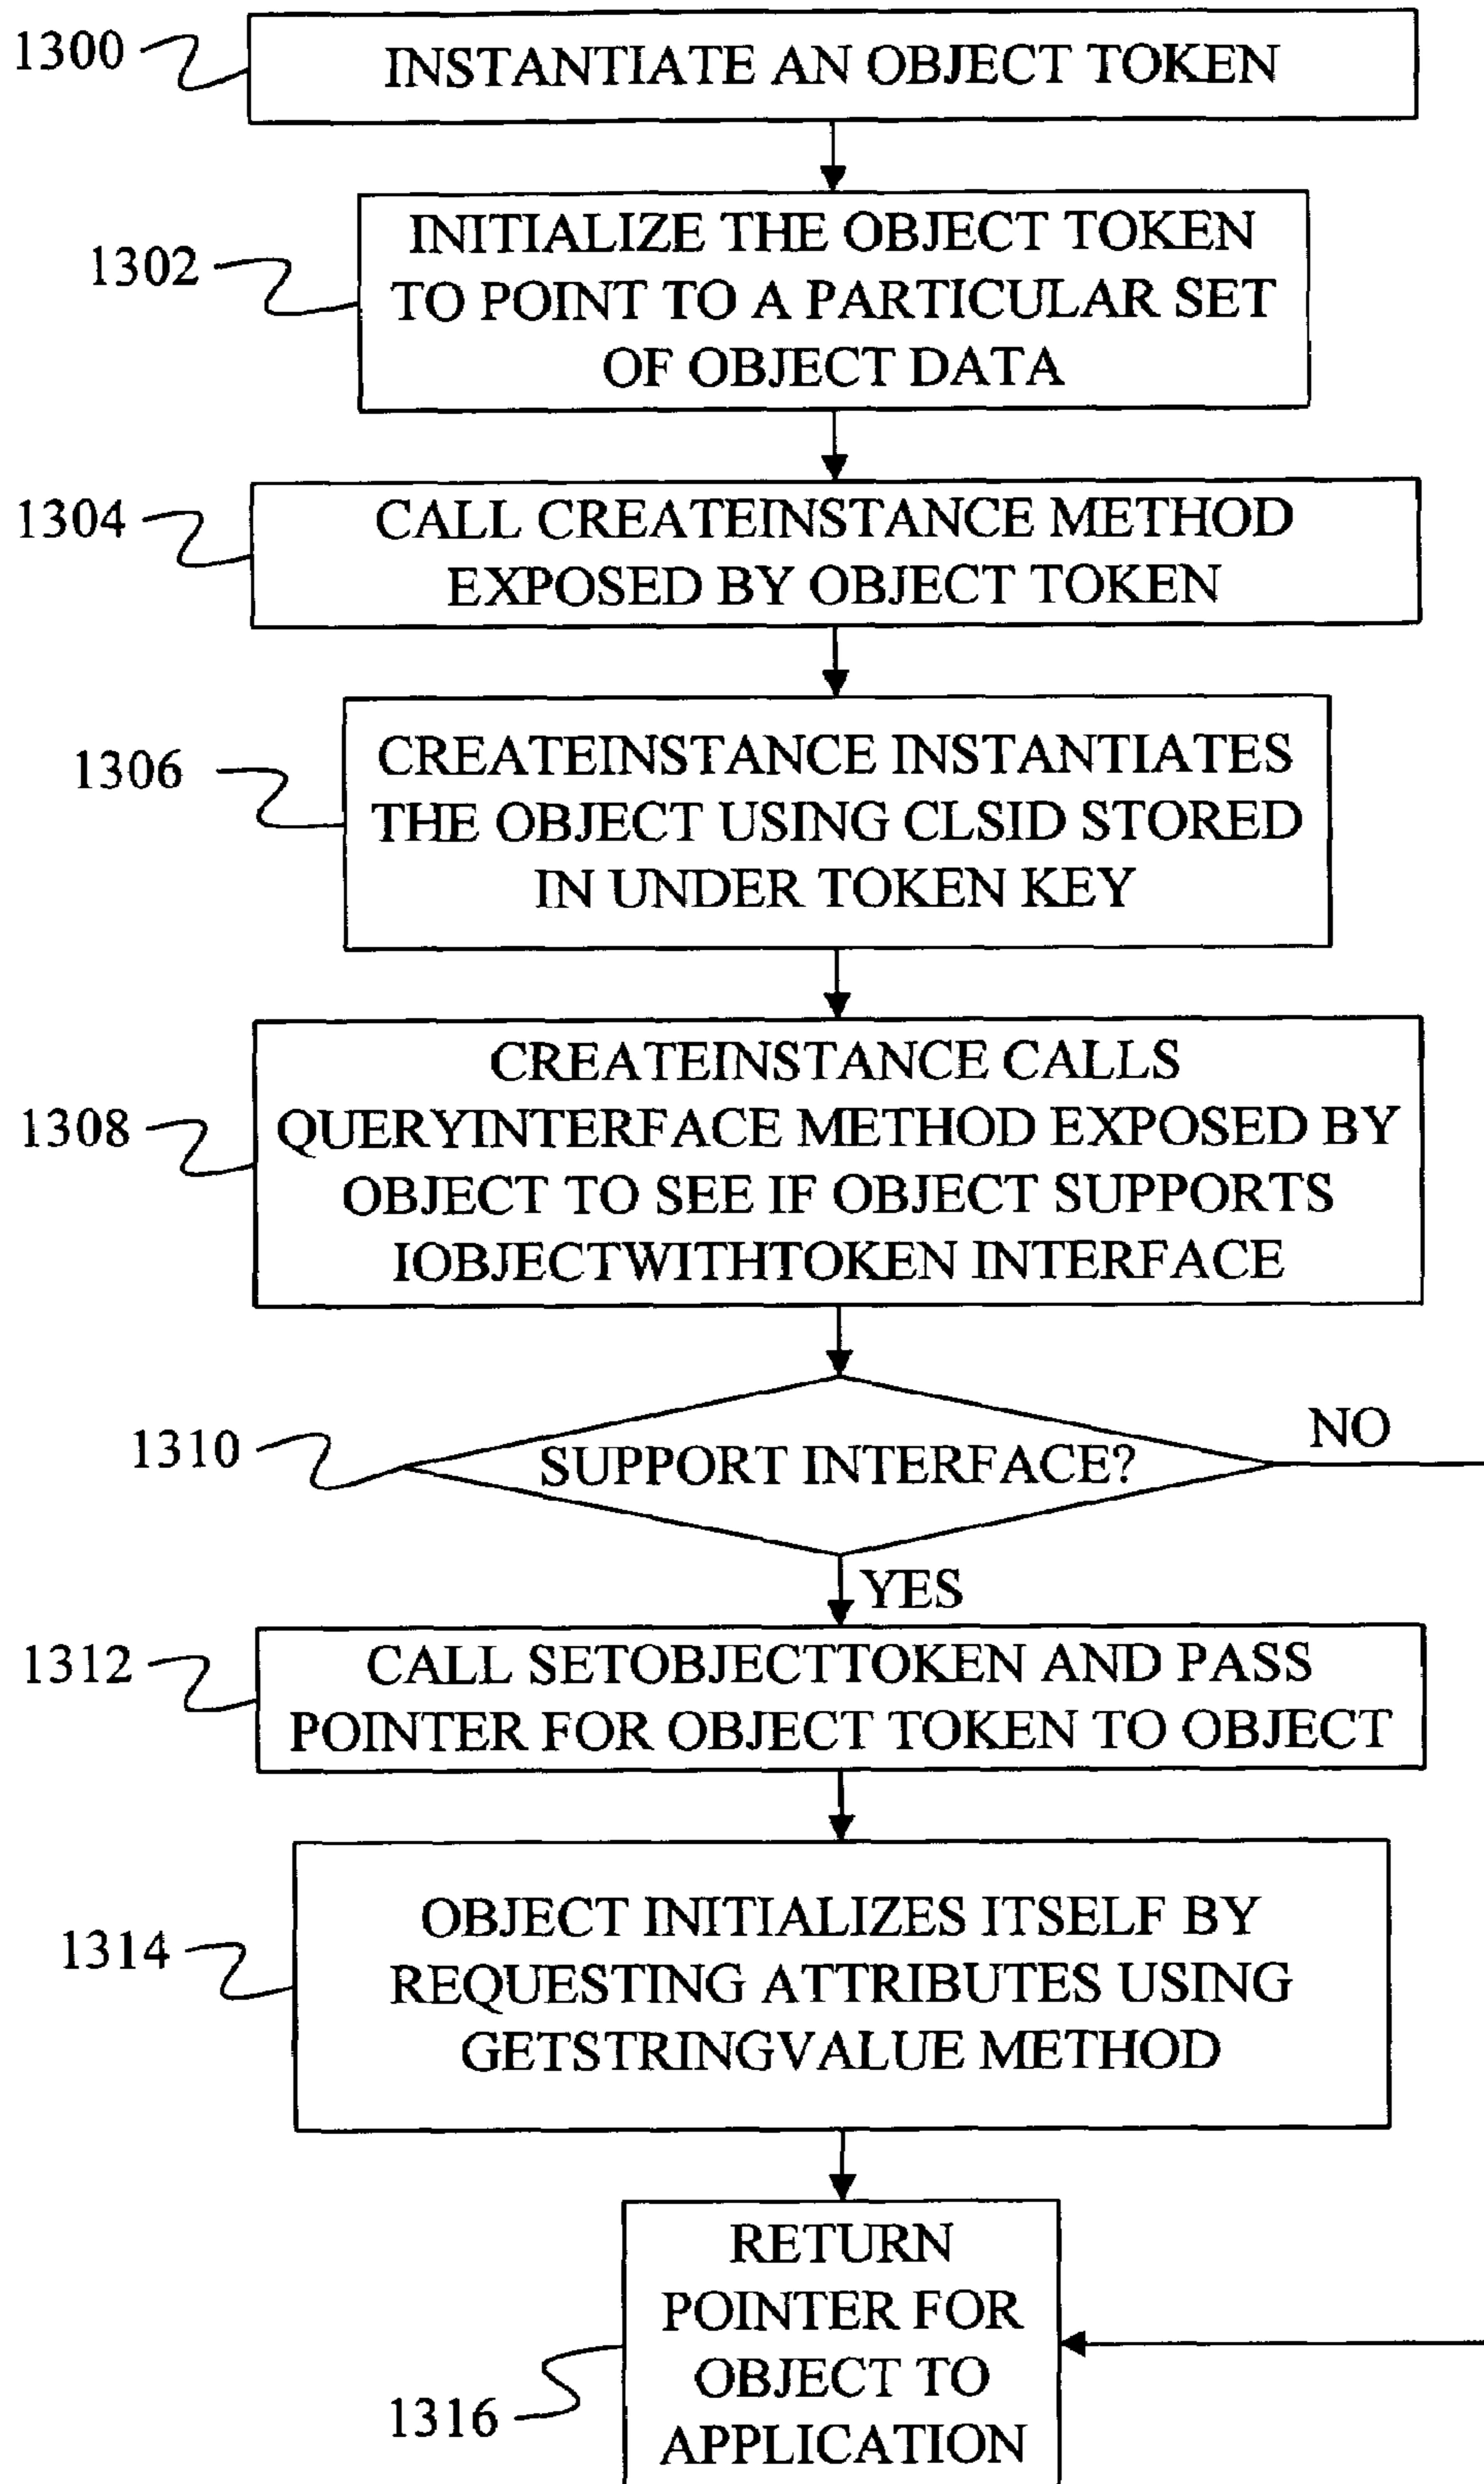 1300
INSTANTIATE AN OBJECT TOKEN
1302
INITIALIZE THE OBJECT TOKEN
TO POINT TO A PARTICULAR SET
OF OBJECT DATA
1304
CALL CREATEINSTANCE METHOD
EXPOSED BY OBJECT TOKEN
1306
CREATEINSTANCE INSTANTIATES
THE OBJECT USING CLSID STORED
IN UNDER TOKEN KEY
1308
CREATEINSTANCE CALLS
QUERYINTERFACE METHOD EXPOSED BY
OBJECT TO SEE IF OBJECT SUPPORTS
IOBJECTWITHTOKEN INTERFACE
1310
SUPPORT INTERFACE?
NO
YES
1312
CALL SETOBJECTTOKEN AND PASS
POINTER FOR OBJECT TOKEN TO OBJECT
1314
OBJECT INITIALIZES ITSELF BY
REQUESTING ATTRIBUTES USING
GETSTRINGVALUE METHOD
1316
RETURN
POINTER FOR
OBJECT TO
APPLICATION